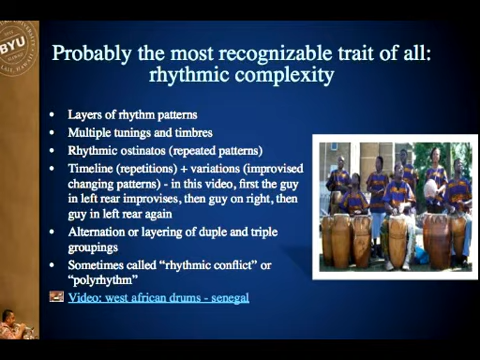 BYU
Probably the most recognizable trait of all:
rhythmic complexity
• Layers of rhythm patterns
• Multiple tunings and timbres
• Rhythmic ostinatos (repeated patterns)
• Timeline (repetitions) + variations (improvised
changing patterns) - in this video, first the guy
in left rear improvises, then guy on right, then
guy in left rear again
• Alternation or layering of duple and triple
groupings
• Sometimes called “rhythmic conflict” or
“polyrhythm”
Video: west african drums - senegal